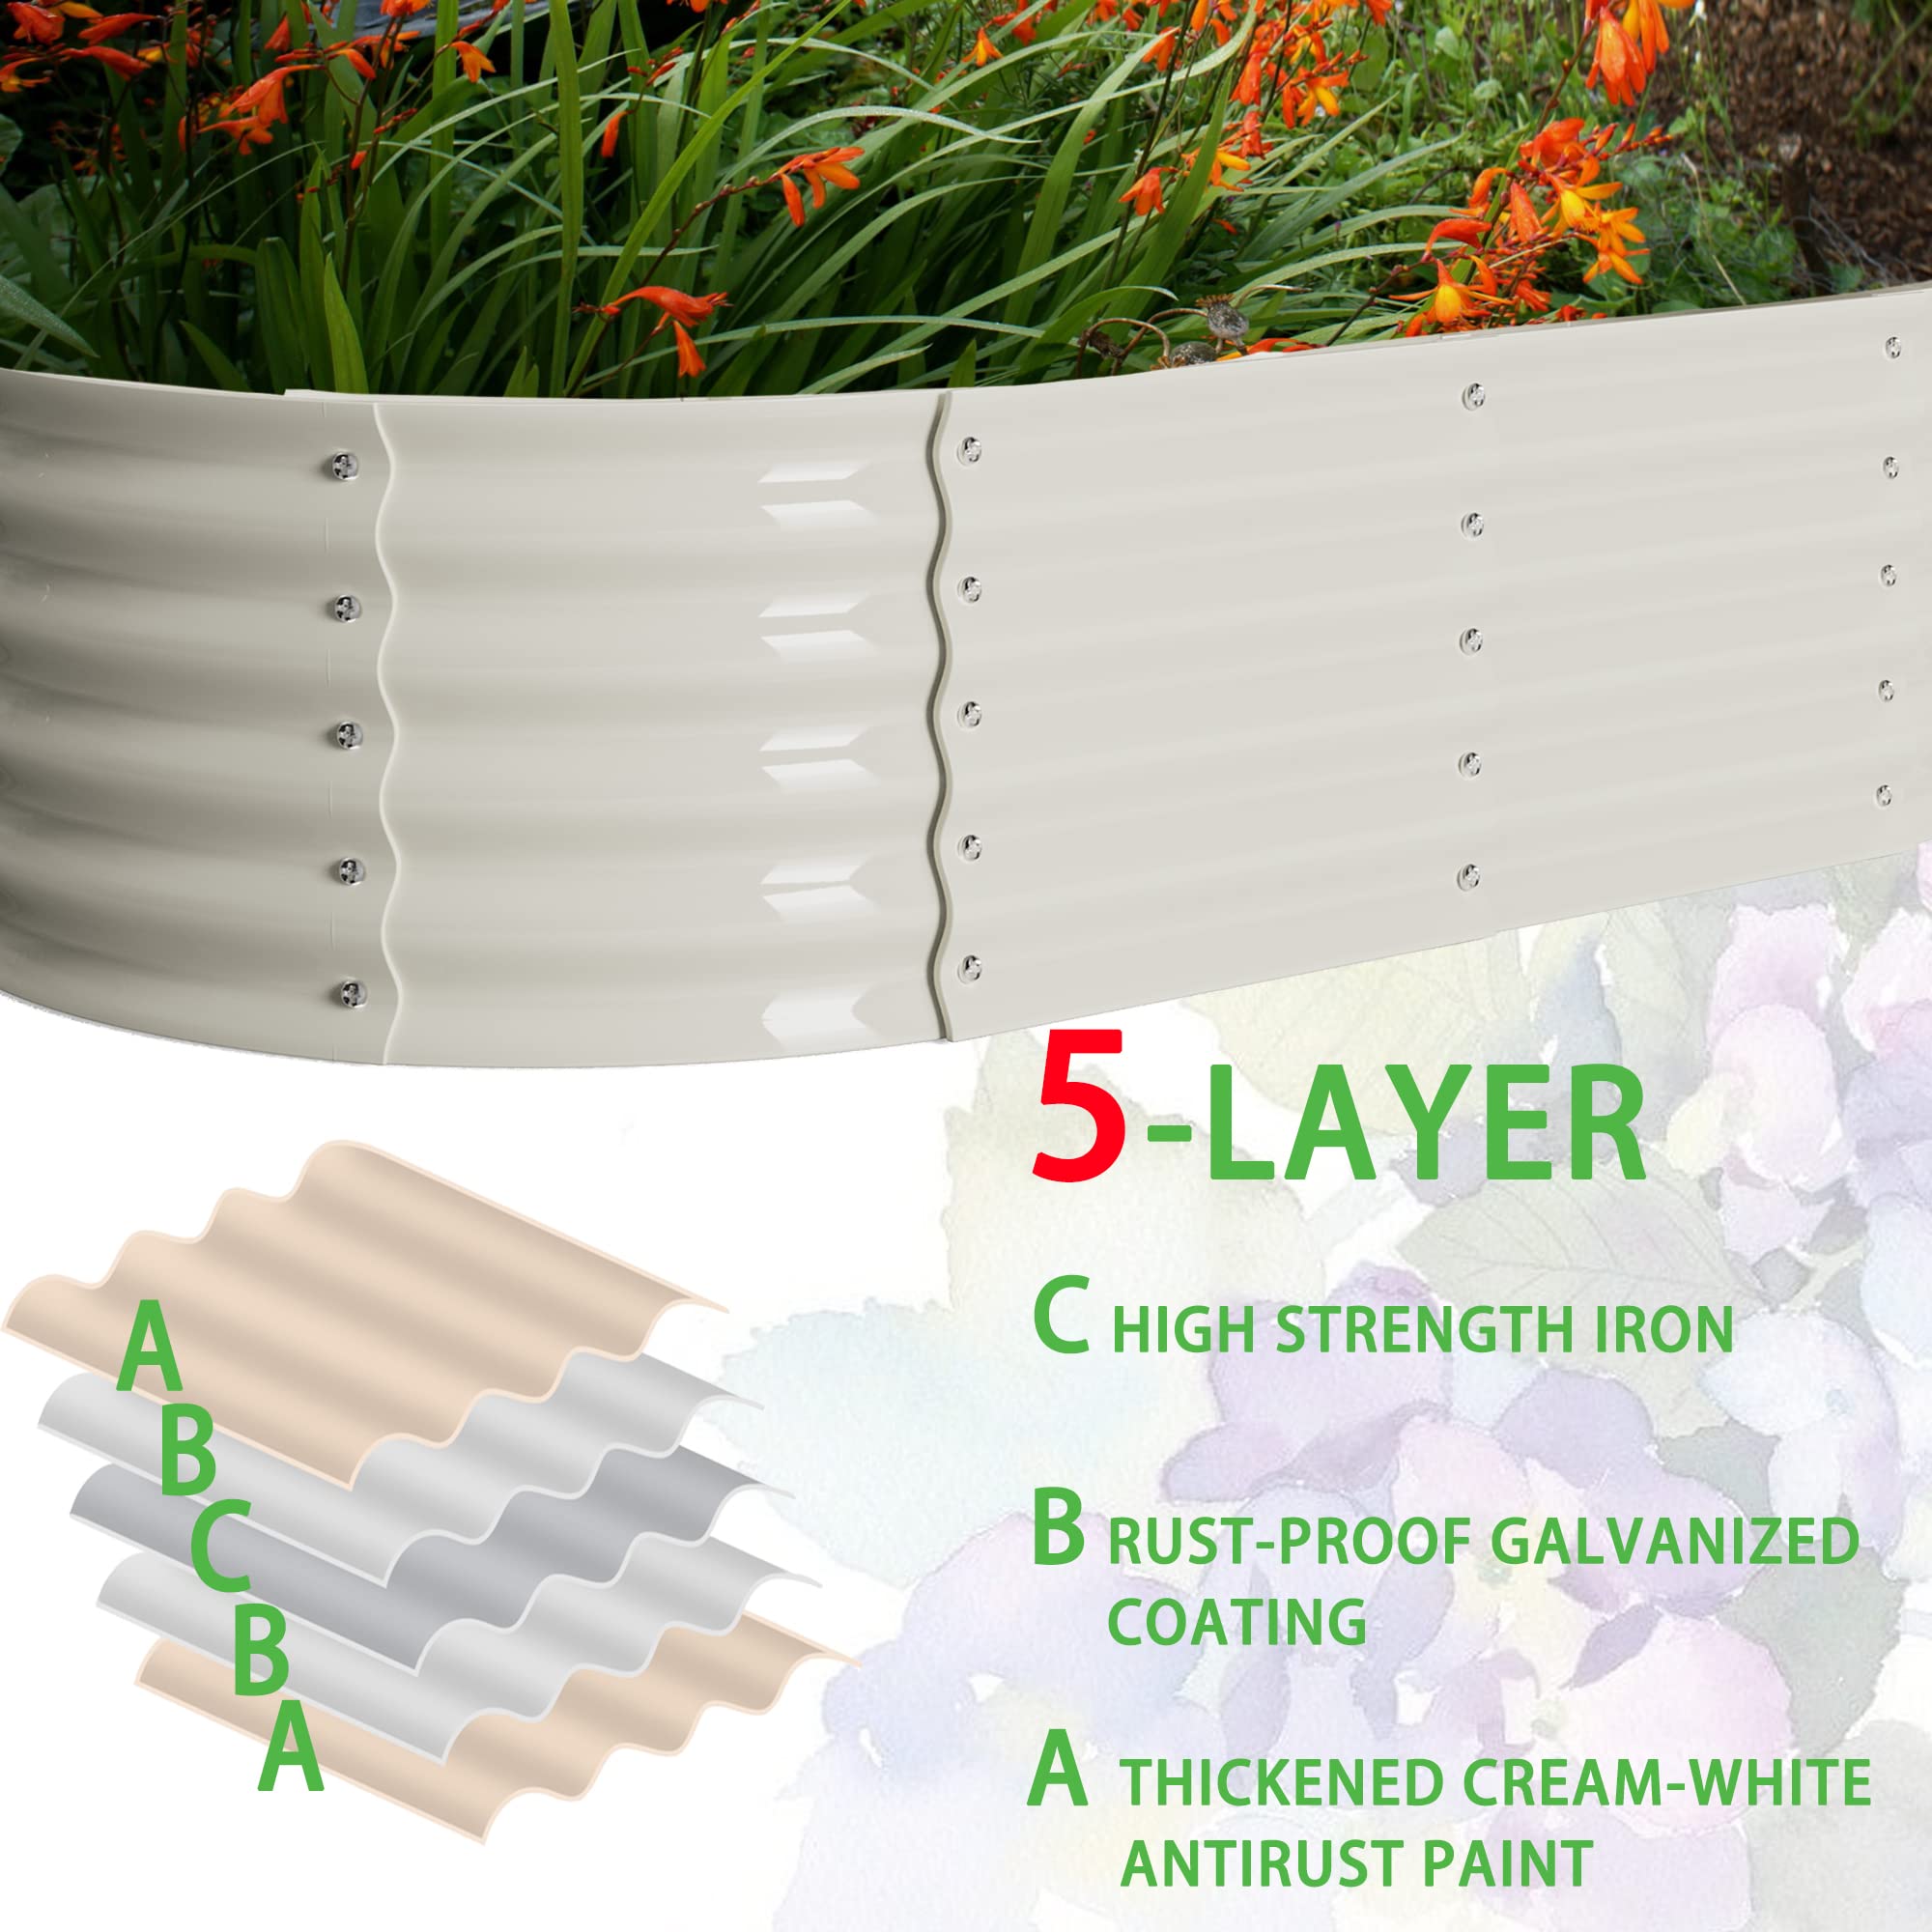 5-LAYER
C HIGH STRENGTH IRON
B RUST-PROOF GALVANIZED
COATING
A THICKENED CREAM-WHITE
ANTIRUST PAINT
A
B
C
B
A